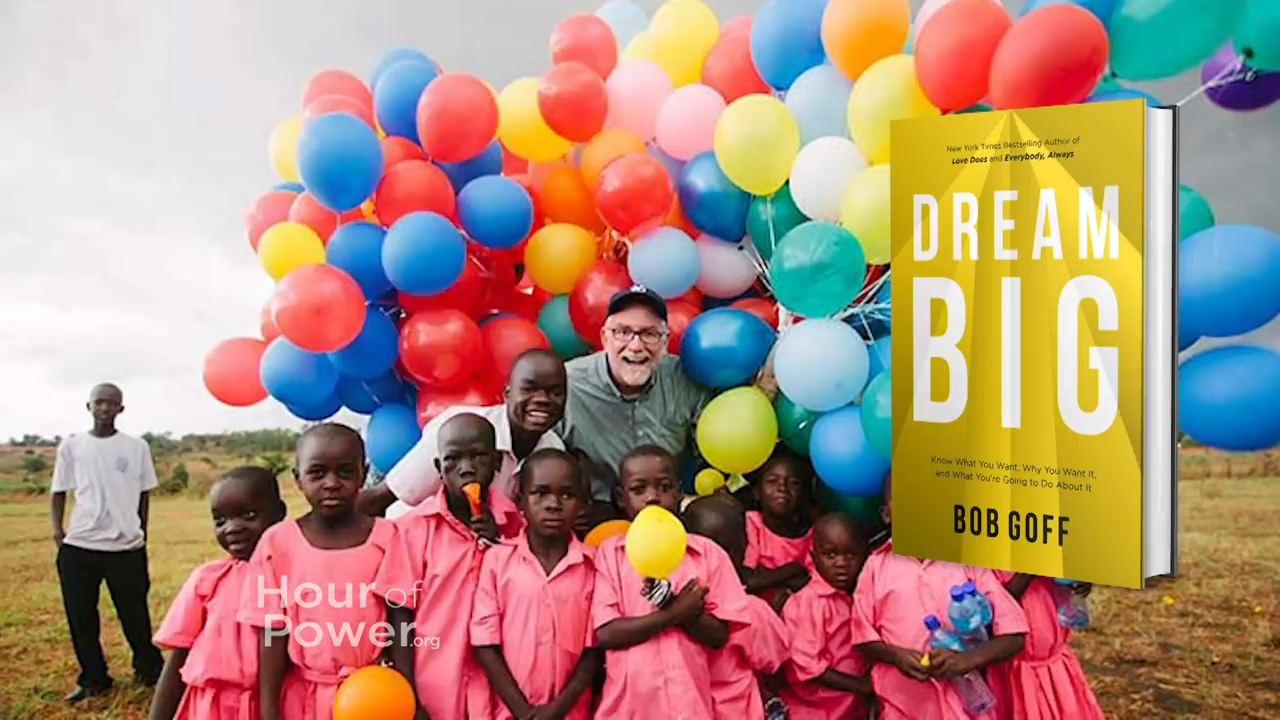 New York Times Bestselling Author of
Love Does and Everybody, Always
DREAM
BIG
Know What You Want, Why You Want It,
and What You're Going to Do About It
BOB GOFF
Hour of
Power.org